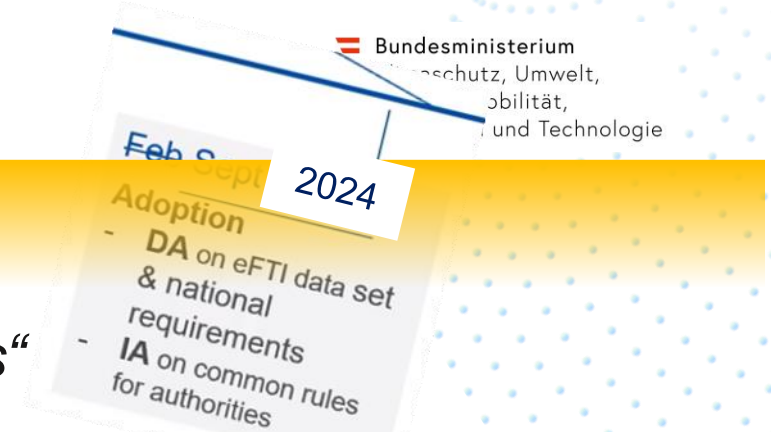 Bundesministerium
schutz, Umwelt,
obilität,
und Technologie
Feb Sept
2024
Adoption
- DA on eFTI data set
& national
requirements
- IA on common rules
for authorities
s“